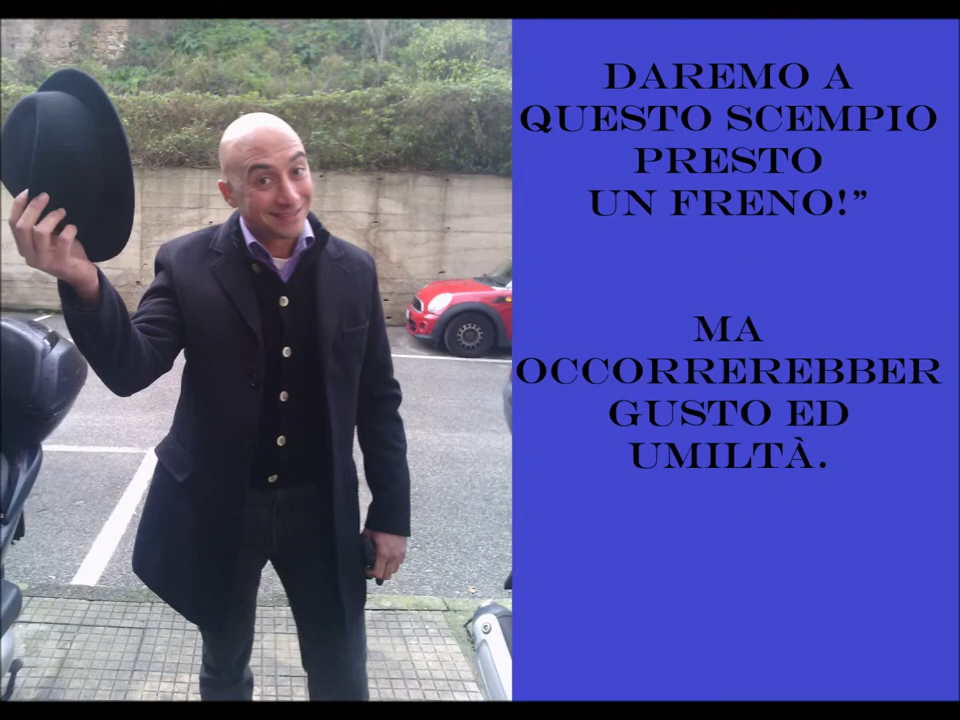 DAREMO A
QUESTO SCEMPIO
PRESTO
UN FRENO!”
MA
OCCORREREBBER
GUSTO ED
UMILTÀ.